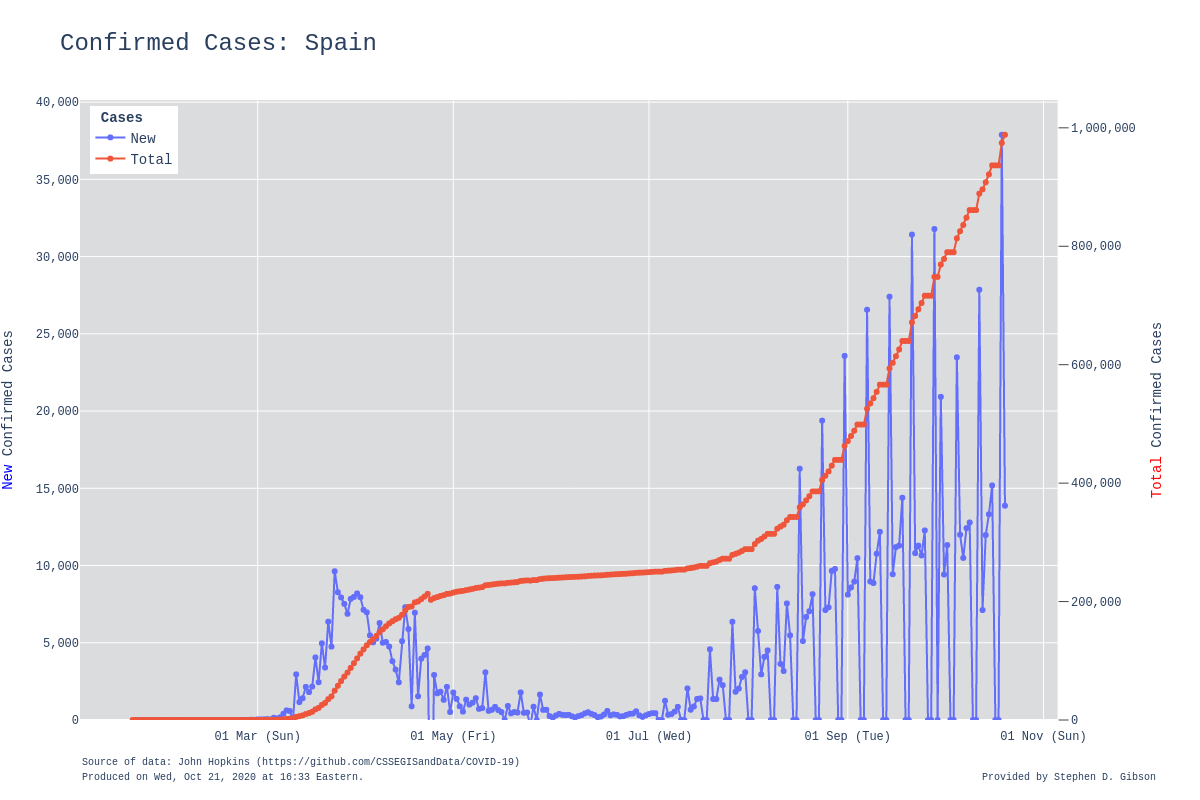 Confirmed Cases: Spain
Cases
New
Total
40,000
35,000
30,000
25,000
20,000
15,000
10,000
5,000
0
1,000,000
800,000
600,000
400,000
200,000
0
New Confirmed Cases
Total Confirmed Cases
01 Mar (Sun)
01 May (Fri)
01 Jul (Wed)
01 Sep (Tue)
01 Nov (Sun)
Source of data: John Hopkins (https://github.com/CSSEGISandData/COVID-19)
Produced on Wed, Oct 21, 2020 at 16:33 Eastern.
Provided by Stephen D. Gibson